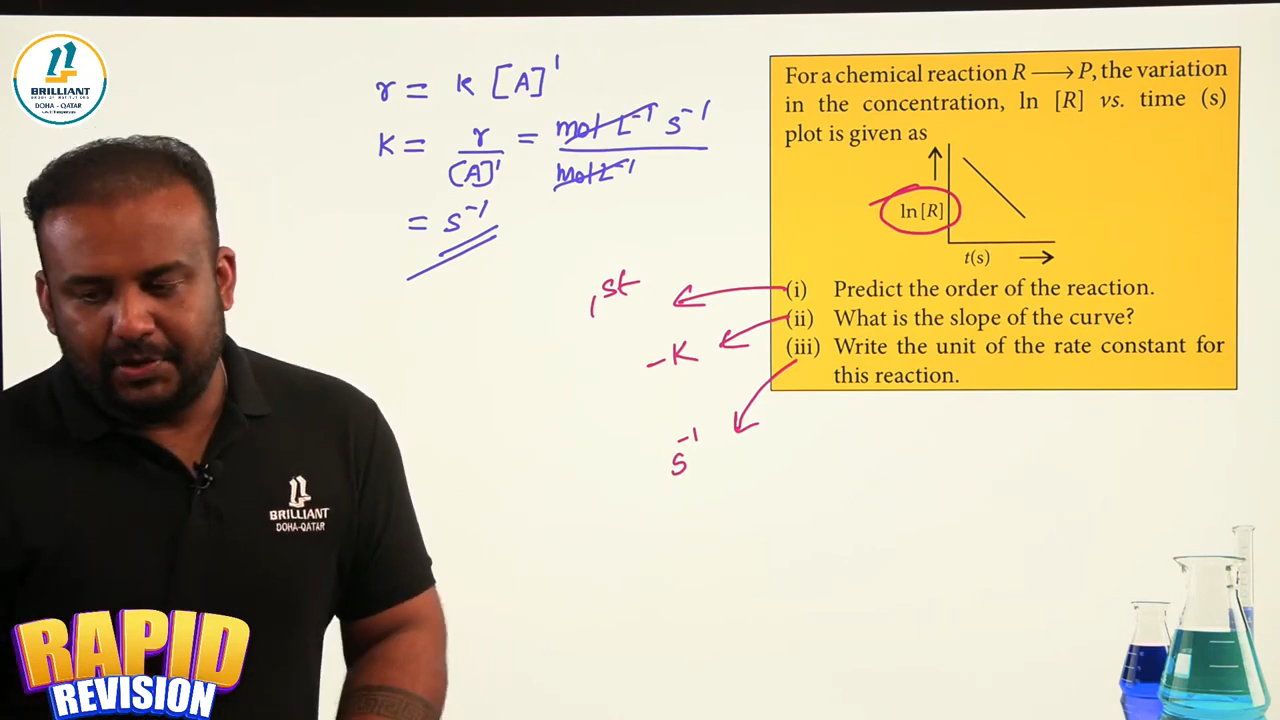 BRILLIANT
GROUP OF INSTITUTIONS
DOHA - QATAR
r = K [A]¹
K = r / [A]¹ = mol L⁻¹ s⁻¹ / mol L⁻¹
= s⁻¹
For a chemical reaction R ⟶ P, the variation
in the concentration, ln [R] vs. time (s)
plot is given as
ln [R]
t(s)
(i) Predict the order of the reaction.
(ii) What is the slope of the curve?
(iii) Write the unit of the rate constant for
this reaction.
1st
-K
s⁻¹
BRILLIANT
DOHA-QATAR
RAPID
REVISION